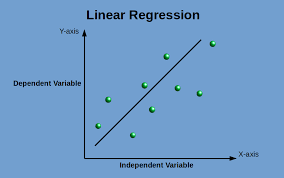 Linear Regression
Y-axis
Dependent Variable
X-axis
Independent Variable